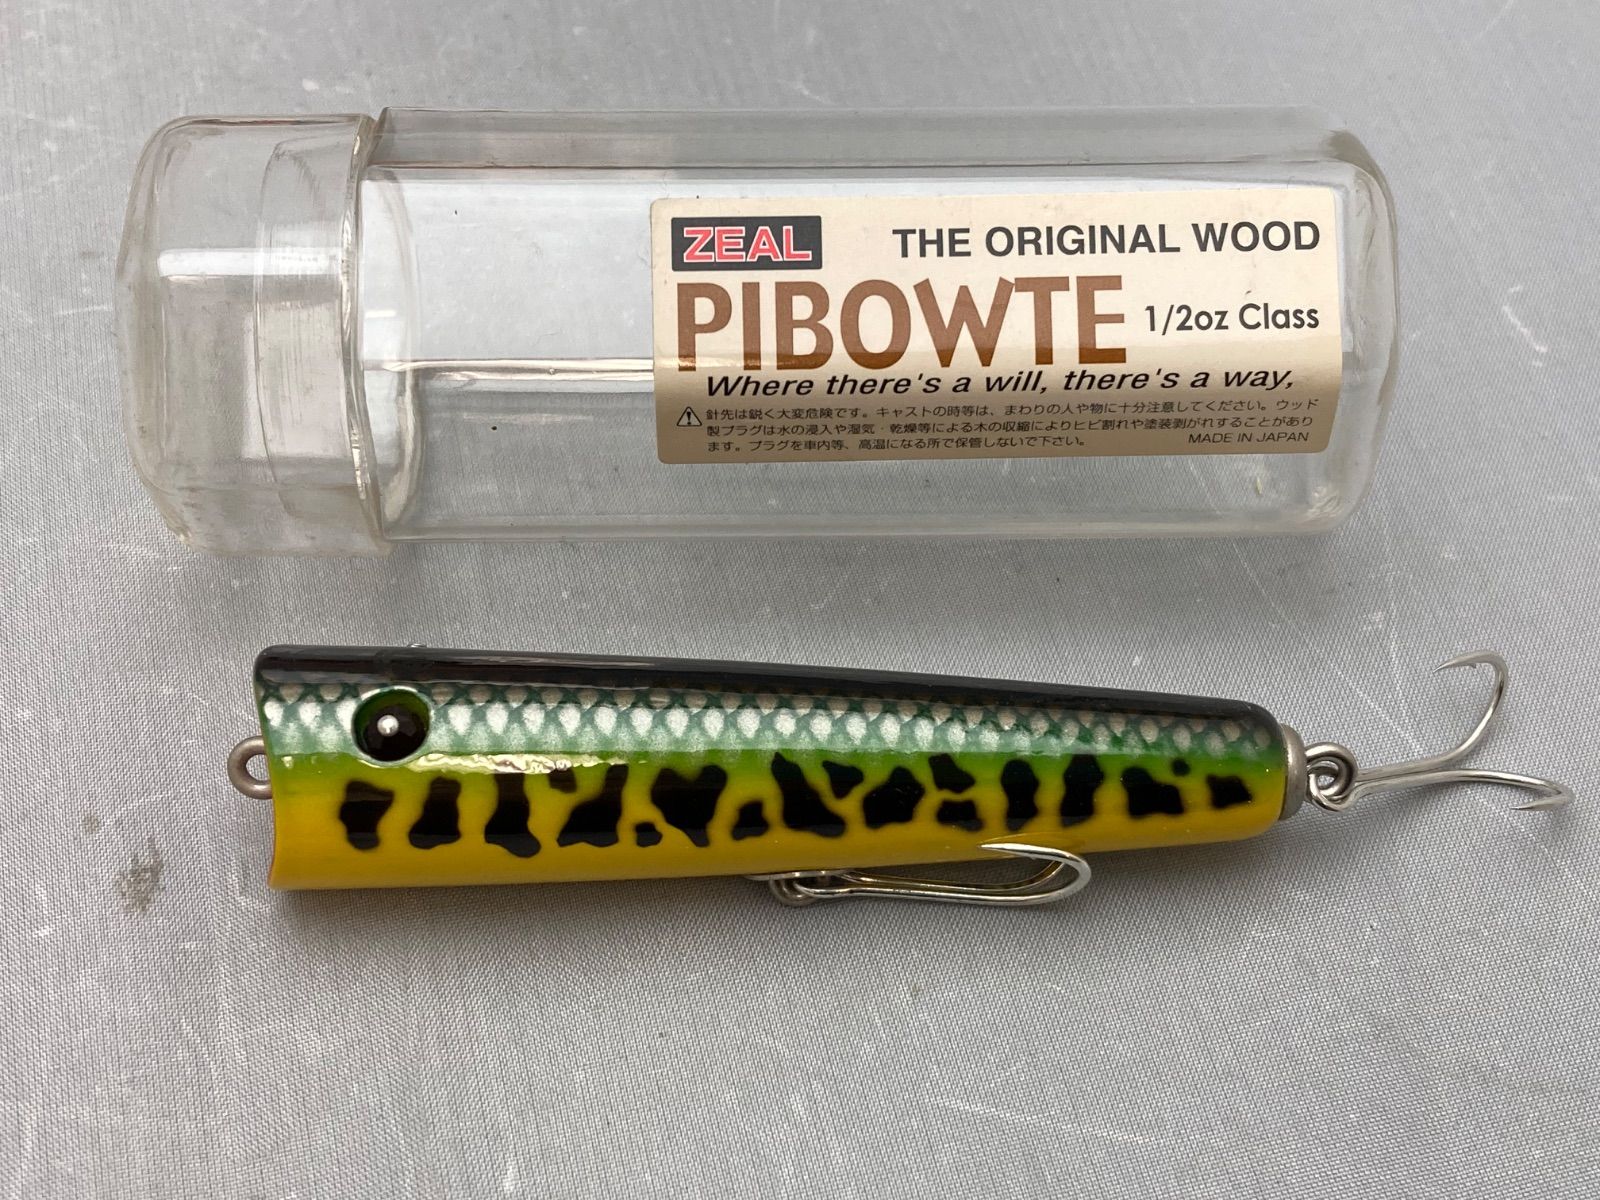 ZEAL THE ORIGINAL WOOD
PIBOWTE 1/2oz Class
Where there's a will, there's a way,
⚠ 針先は鋭く大変危険です。キャストの時等は、まわりの人や物に十分注意してください。ウッド
製プラグは水の浸入や湿気・乾燥等による木の収縮によりヒビ割れや塗装剥がれすることがあり
ます。プラグを車内等、高温になる所で保管しないで下さい。 MADE IN JAPAN